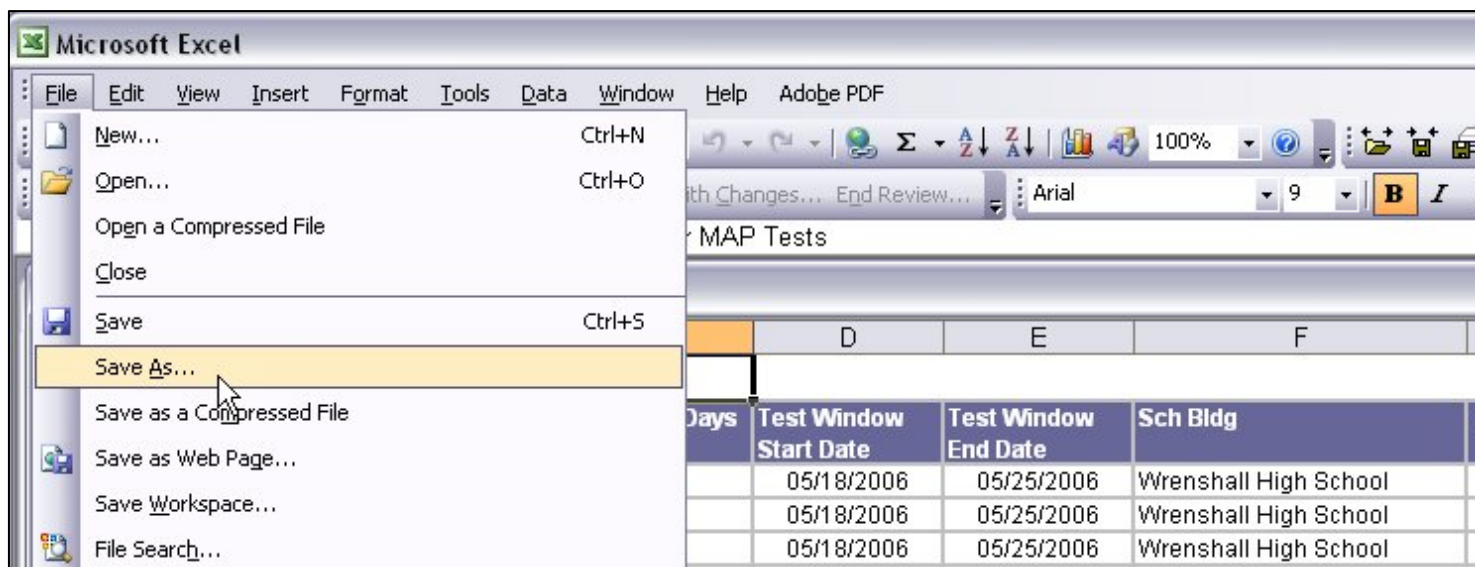 Microsoft Excel
File Edit View Insert Format Tools Data Window Help Adobe PDF
New... Ctrl+N
100%
Open... Ctrl+O
Changes... End Review... Arial 9 B I
Open a Compressed File
MAP Tests
Close
Save Ctrl+S
D E F
Save As...
Save as a Compressed File
Days Test Window Test Window Sch Bldg
Start Date End Date
Save as Web Page...
05/18/2006 05/25/2006 Wrenshall High School
Save Workspace...
05/18/2006 05/25/2006 Wrenshall High School
File Search...
05/18/2006 05/25/2006 Wrenshall High School